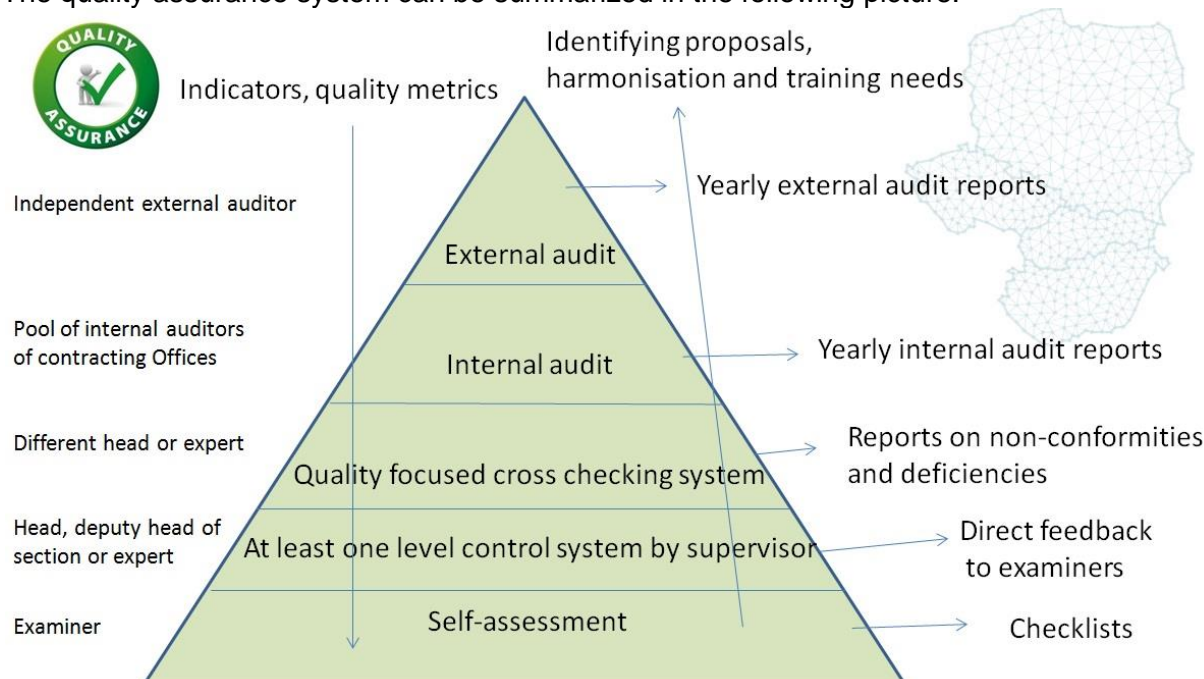 The quality assurance system can be summarized in the following picture.
QUALITY
ASSURANCE
Indicators, quality metrics
Identifying proposals,
harmonisation and training needs
Independent external auditor
External audit
Yearly external audit reports
Pool of internal auditors
of contracting Offices
Internal audit
Yearly internal audit reports
Different head or expert
Quality focused cross checking system
Reports on non-conformities
and deficiencies
Head, deputy head of
section or expert
At least one level control system by supervisor
Direct feedback
to examiners
Examiner
Self-assessment
Checklists